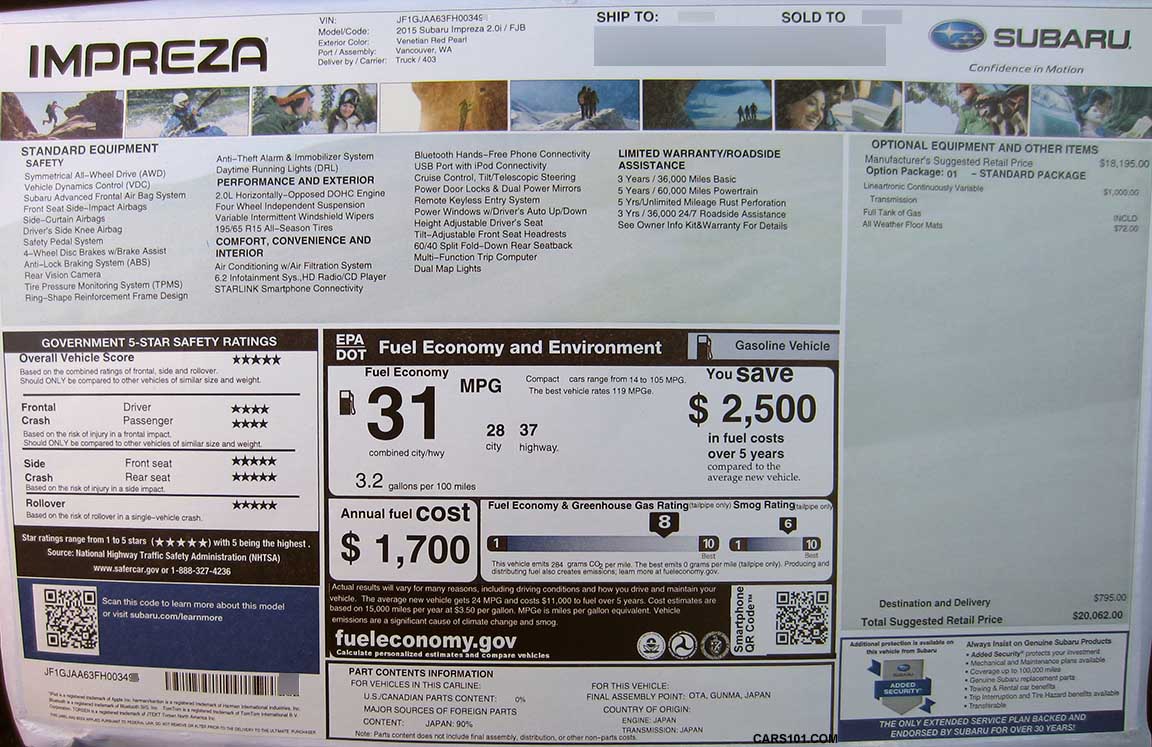 IMPREZA
VIN: JF1GJAA63FH00349
Model/Code: 2015 Subaru Impreza 2.0i / FJB
Exterior Color: Venetian Red Pearl
Port / Assembly: Vancouver, WA
Deliver by / Carrier: Truck / 403
SHIP TO:
SOLD TO
SUBARU
Confidence in Motion
STANDARD EQUIPMENT
SAFETY
Symmetrical All-Wheel Drive (AWD)
Vehicle Dynamics Control (VDC)
Subaru Advanced Frontal Air Bag System
Front Seat Side-Impact Airbags
Side-Curtain Airbags
Driver's Side Knee Airbag
Safety Pedal System
4-Wheel Disc Brakes w/Brake Assist
Anti-Lock Braking System (ABS)
Rear Vision Camera
Tire Pressure Monitoring System (TPMS)
Ring-Shape Reinforcement Frame Design
Anti-Theft Alarm & Immobilizer System
Daytime Running Lights (DRL)
PERFORMANCE AND EXTERIOR
2.0L Horizontally-Opposed DOHC Engine
Four Wheel Independent Suspension
Variable Intermittent Windshield Wipers
195/65 R15 All-Season Tires
COMFORT, CONVENIENCE AND
INTERIOR
Air Conditioning w/Air Filtration System
6.2 Infotainment Sys.,HD Radio/CD Player
STARLINK Smartphone Connectivity
Bluetooth Hands-Free Phone Connectivity
USB Port with iPod Connectivity
Cruise Control, Tilt/Telescopic Steering
Power Door Locks & Dual Power Mirrors
Remote Keyless Entry System
Power Windows w/Driver's Auto Up/Down
Height Adjustable Driver's Seat
Tilt-Adjustable Front Seat Headrests
60/40 Split Fold-Down Rear Seatback
Multi-Function Trip Computer
Dual Map Lights
LIMITED WARRANTY/ROADSIDE
ASSISTANCE
3 Years / 36,000 Miles Basic
5 Years / 60,000 Miles Powertrain
5 Yrs/Unlimited Mileage Rust Perforation
3 Yrs / 36,000 24/7 Roadside Assistance
See Owner Info Kit&Warranty For Details
OPTIONAL EQUIPMENT AND OTHER ITEMS
Manufacturer's Suggested Retail Price $18,195.00
Option Package: 01 - STANDARD PACKAGE
Lineartronic Continuously Variable $1,000.00
Transmission
Full Tank of Gas INCLD
All Weather Floor Mats $72.00
Destination and Delivery $795.00
Total Suggested Retail Price $20,062.00
GOVERNMENT 5-STAR SAFETY RATINGS
Overall Vehicle Score ★★★★★
Based on the combined ratings of frontal, side and rollover.
Should ONLY be compared to other vehicles of similar size and weight.
Frontal Driver ★★★★
Crash Passenger ★★★★
Based on the risk of injury in a frontal impact.
Should ONLY be compared to other vehicles of similar size and weight.
Side Front seat ★★★★★
Crash Rear seat ★★★★★
Based on the risk of injury in a side impact.
Rollover ★★★★★
Based on the risk of rollover in a single-vehicle crash.
Star ratings range from 1 to 5 stars (★★★★★) with 5 being the highest.
Source: National Highway Traffic Safety Administration (NHTSA)
www.safercar.gov or 1-888-327-4236
Scan this code to learn more about this model
or visit subaru.com/learnmore
JF1GJAA63FH00349
EPA
DOT
Fuel Economy and Environment
Gasoline Vehicle
Fuel Economy
31 MPG
combined city/hwy
28 city
37 highway.
3.2 gallons per 100 miles
Compact cars range from 14 to 105 MPG.
The best vehicle rates 119 MPGe.
You save
$ 2,500
in fuel costs
over 5 years
compared to the
average new vehicle.
Annual fuel cost
$ 1,700
Fuel Economy & Greenhouse Gas Rating (tailpipe only)
1 8 10
Best
Smog Rating (tailpipe only)
1 6 10
Best
This vehicle emits 284 grams CO2 per mile. The best emits 0 grams per mile (tailpipe only). Producing and
distributing fuel also creates emissions; learn more at fueleconomy.gov.
Actual results will vary for many reasons, including driving conditions and how you drive and maintain your
vehicle. The average new vehicle gets 24 MPG and costs $11,000 to fuel over 5 years. Cost estimates are
based on 15,000 miles per year at $3.50 per gallon. MPGe is miles per gallon equivalent. Vehicle
emissions are a significant cause of climate change and smog.
fueleconomy.gov
Calculate personalized estimates and compare vehicles
Smartphone
QR Code™
PART CONTENTS INFORMATION
FOR VEHICLES IN THIS CARLINE:
U.S./CANADIAN PARTS CONTENT: 0%
MAJOR SOURCES OF FOREIGN PARTS
CONTENT: JAPAN: 90%
Note: Parts content does not include final assembly, distribution, or other non-parts costs.
FOR THIS VEHICLE:
FINAL ASSEMBLY POINT: OTA, GUNMA, JAPAN
COUNTRY OF ORIGIN:
ENGINE: JAPAN
TRANSMISSION: JAPAN
Additional protection is available on
this vehicle from Subaru
SUBARU
ADDED
SECURITY
Always Insist on Genuine Subaru Products
• Added Security® protects your investment
• Mechanical and Maintenance plans available
• Coverage up to 100,000 miles
• Genuine Subaru replacement parts
• Towing & Rental car benefits
• Trip Interruption and Tire Hazard benefits available
• Transferable
THE ONLY EXTENDED SERVICE PLAN BACKED AND
ENDORSED BY SUBARU FOR OVER 30 YEARS!
CARS101.COM